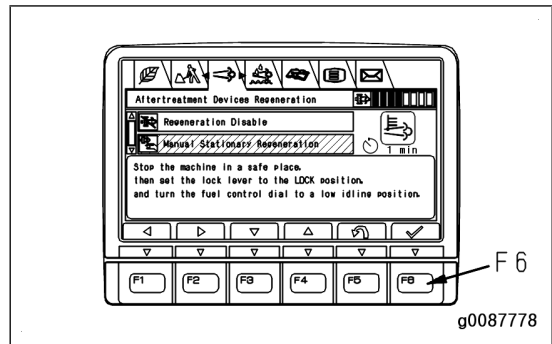 Aftertreatment Devices Regeneration
Regeneration Disable
Manual Stationary Regeneration
1 min
Stop the machine in a safe place,
then set the lock lever to the LOCK position,
and turn the fuel control dial to a low idling position.
F1 F2 F3 F4 F5 F6
F6
g0087778